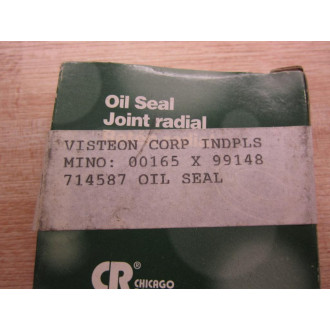 Oil Seal
Joint radial
VISTEON CORP INDPLS
MINO: 00165 X 99148
714587 OIL SEAL
CR® CHICAGO